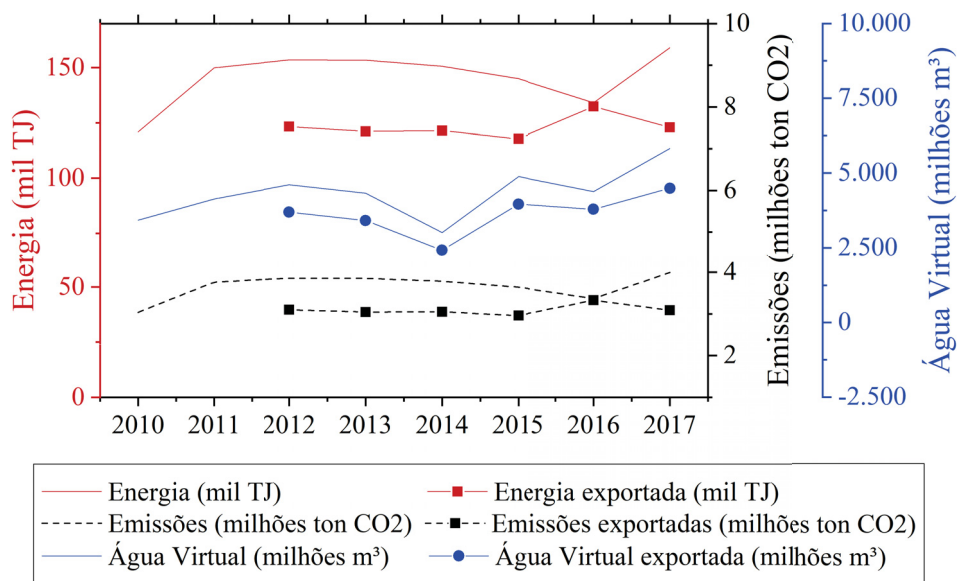 Energia (mil TJ)
150
100
50
0
10
8
6
4
2
Emissões (milhões ton CO2)
10.000
7.500
5.000
2.500
0
-2.500
Água Virtual (milhões m³)
2010 2011 2012 2013 2014 2015 2016 2017
Energia (mil TJ) Energia exportada (mil TJ)
Emissões (milhões ton CO2) Emissões exportadas (milhões ton CO2)
Água Virtual (milhões m³) Água Virtual exportada (milhões m³)